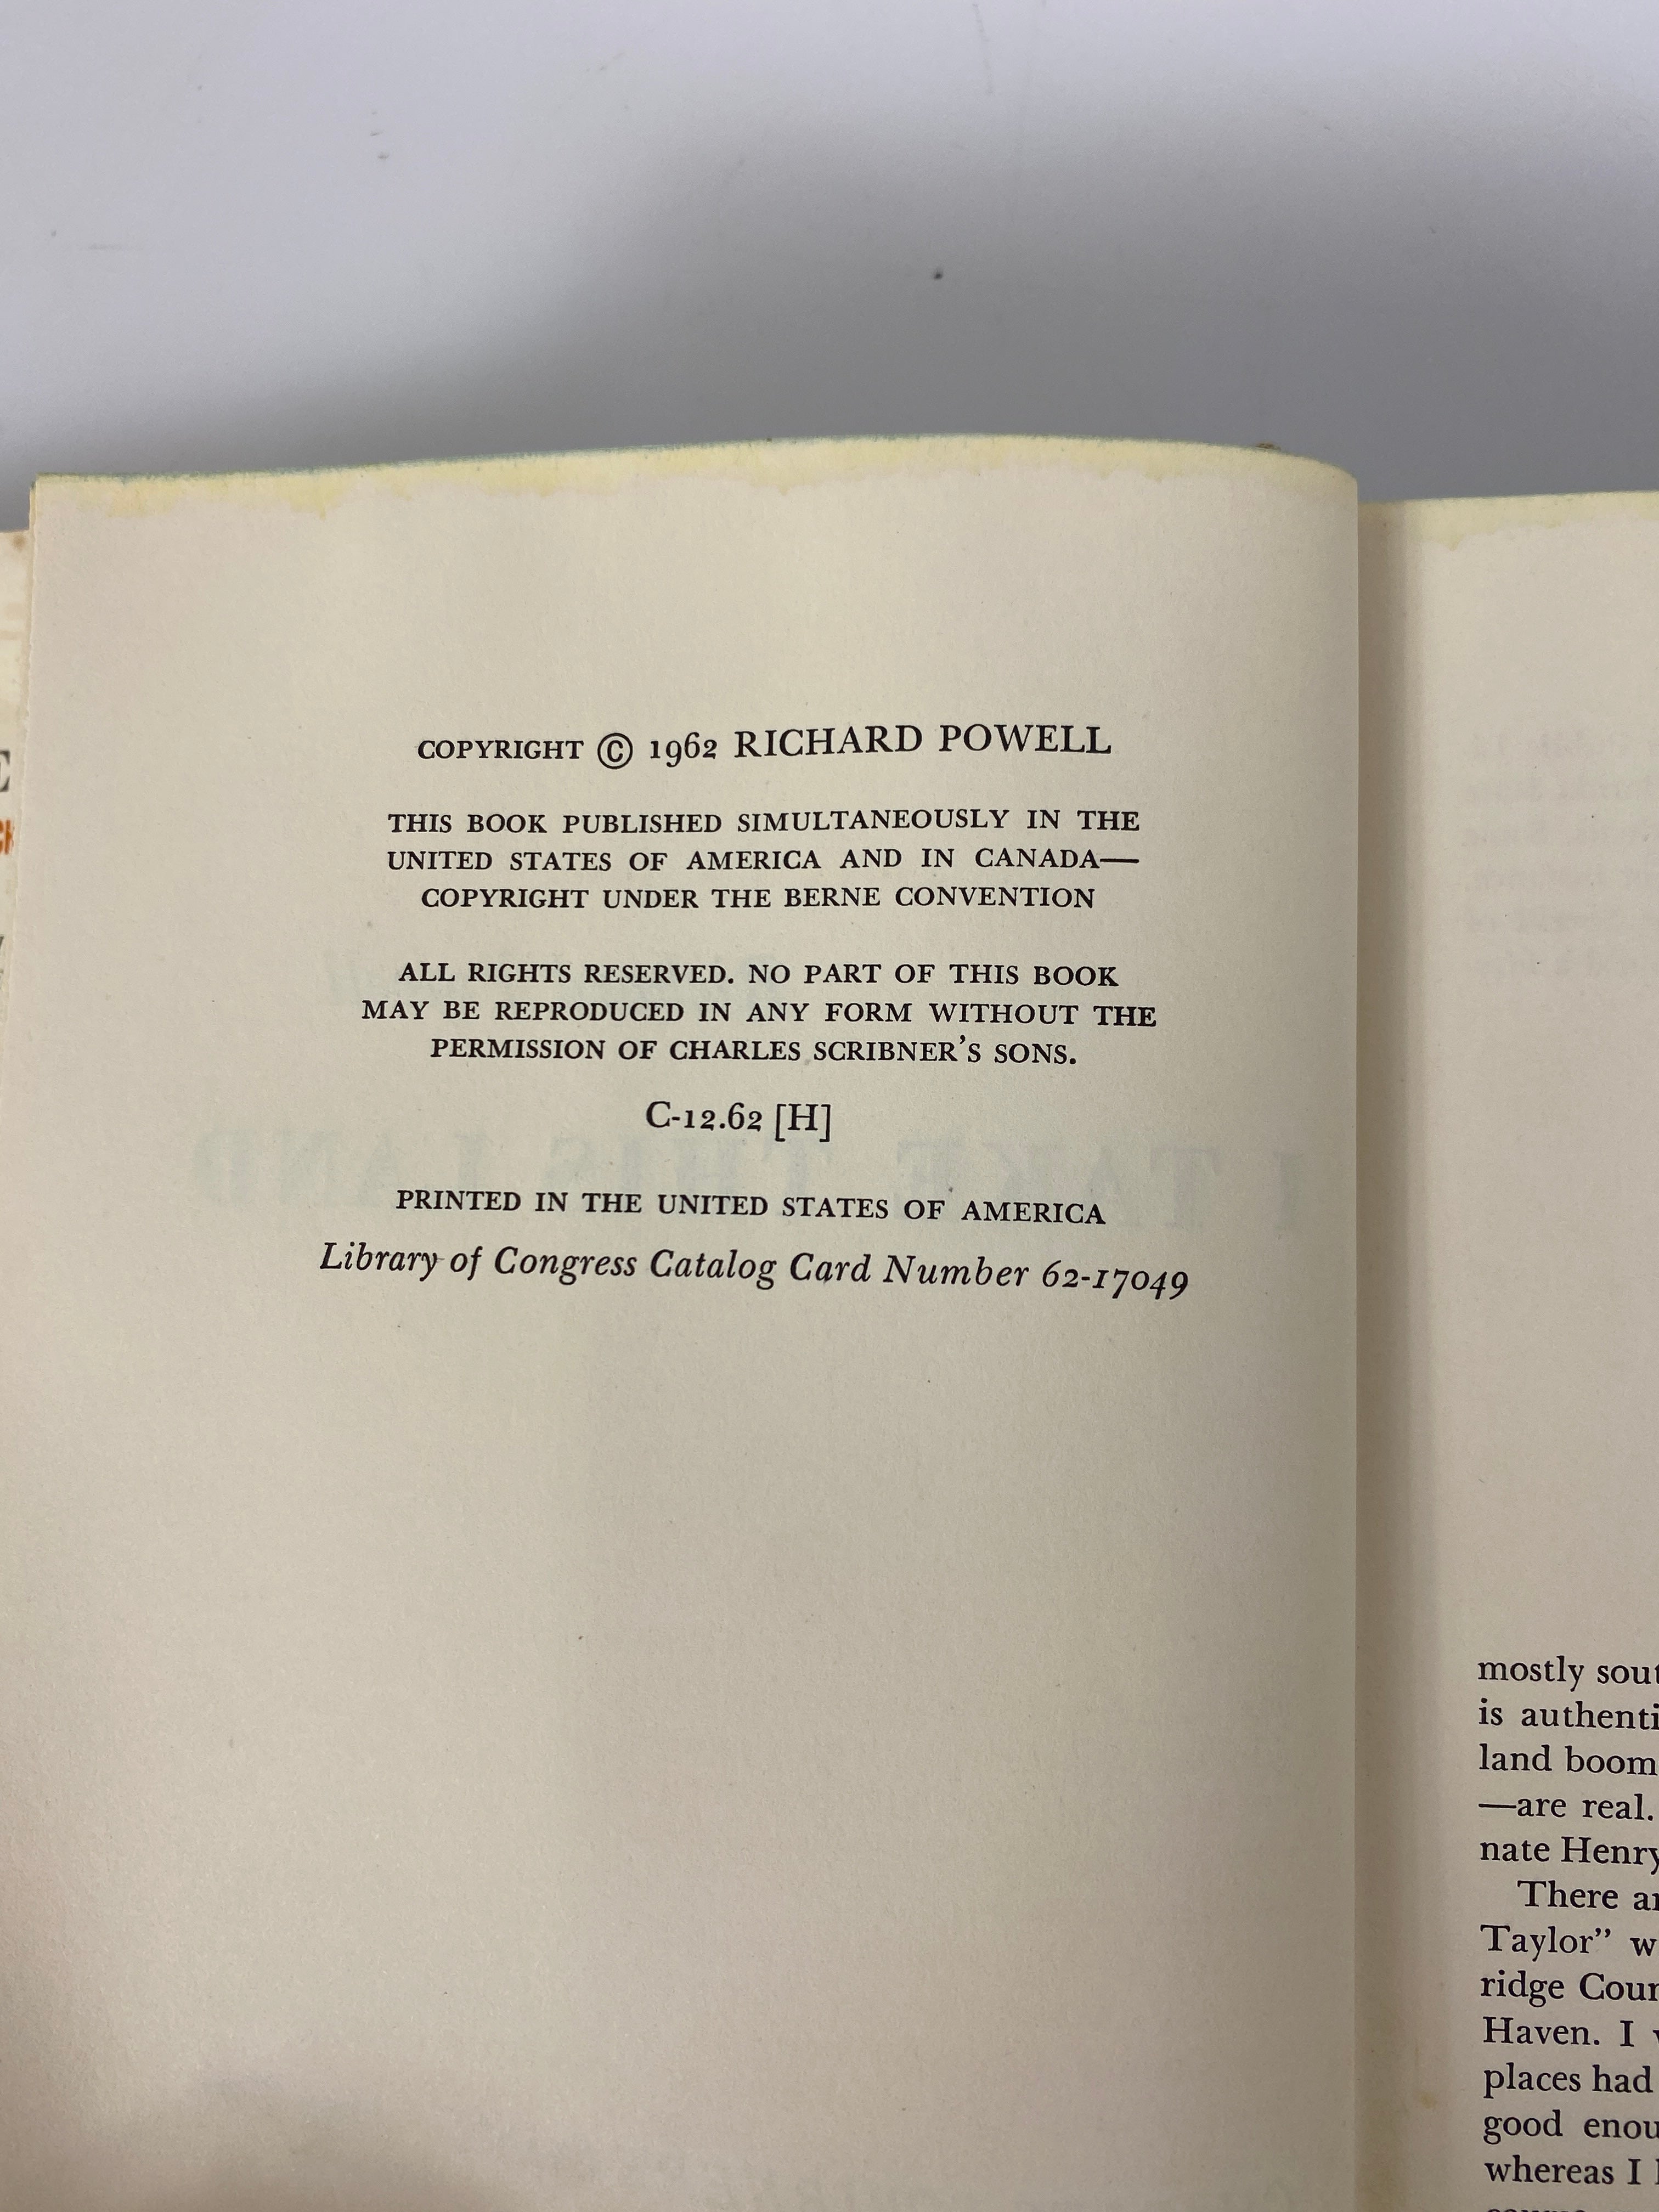 COPYRIGHT © 1962 RICHARD POWELL
THIS BOOK PUBLISHED SIMULTANEOUSLY IN THE
UNITED STATES OF AMERICA AND IN CANADA—
COPYRIGHT UNDER THE BERNE CONVENTION
ALL RIGHTS RESERVED. NO PART OF THIS BOOK
MAY BE REPRODUCED IN ANY FORM WITHOUT THE
PERMISSION OF CHARLES SCRIBNER'S SONS.
C-12.62 [H]
PRINTED IN THE UNITED STATES OF AMERICA
Library of Congress Catalog Card Number 62-17049
I TAKE THIS LAND
mostly
is
land boom
—are real.
nate Henry
There
Taylor”
ridge
Haven. I
places had
good
whereas I